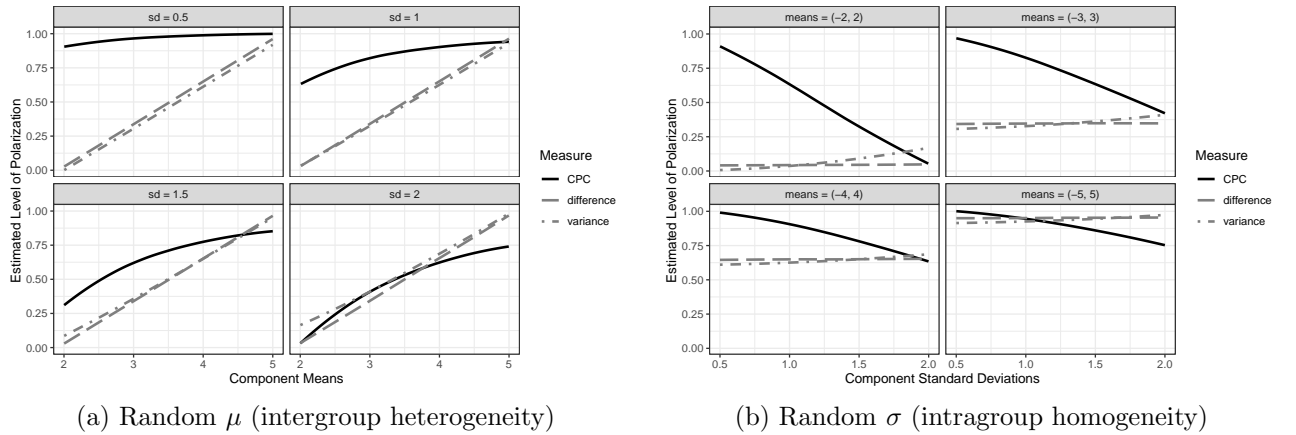 sd = 0.5
sd = 1
1.00
0.75
0.50
0.25
0.00
sd = 1.5
sd = 2
1.00
0.75
0.50
0.25
0.00
2 3 4 5 2 3 4 5
Component Means
Estimated Level of Polarization
Measure
CPC
difference
variance
(a) Random μ (intergroup heterogeneity)
means = (−2, 2)
means = (−3, 3)
1.00
0.75
0.50
0.25
0.00
means = (−4, 4)
means = (−5, 5)
1.00
0.75
0.50
0.25
0.00
0.5 1.0 1.5 2.0 0.5 1.0 1.5 2.0
Component Standard Deviations
Estimated Level of Polarization
Measure
CPC
difference
variance
(b) Random σ (intragroup homogeneity)